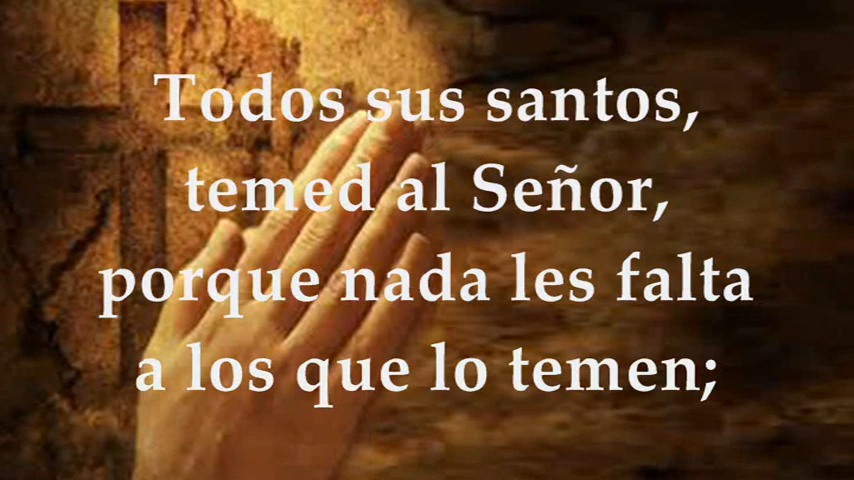 Todos sus santos,
temed al Señor,
porque nada les falta
a los que lo temen;